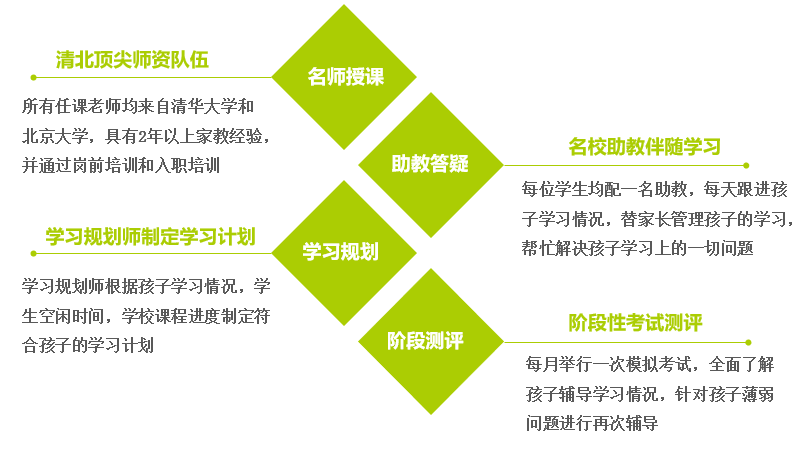 清北顶尖师资队伍
名师授课
所有任课老师均来自清华大学和
北京大学，具有2年以上家教经验，
并通过岗前培训和入职培训
名校助教伴随学习
助教答疑
每位学生均配一名助教，每天跟进孩
子学习情况，替家长管理孩子的学习，
帮忙解决孩子学习上的一切问题
学习规划师制定学习计划
学习规划
学习规划师根据孩子学习情况，学
生空闲时间，学校课程进度制定符
合孩子的学习计划
阶段性考试测评
阶段测评
每月举行一次模拟考试，全面了解
孩子辅导学习情况，针对孩子薄弱
问题进行再次辅导